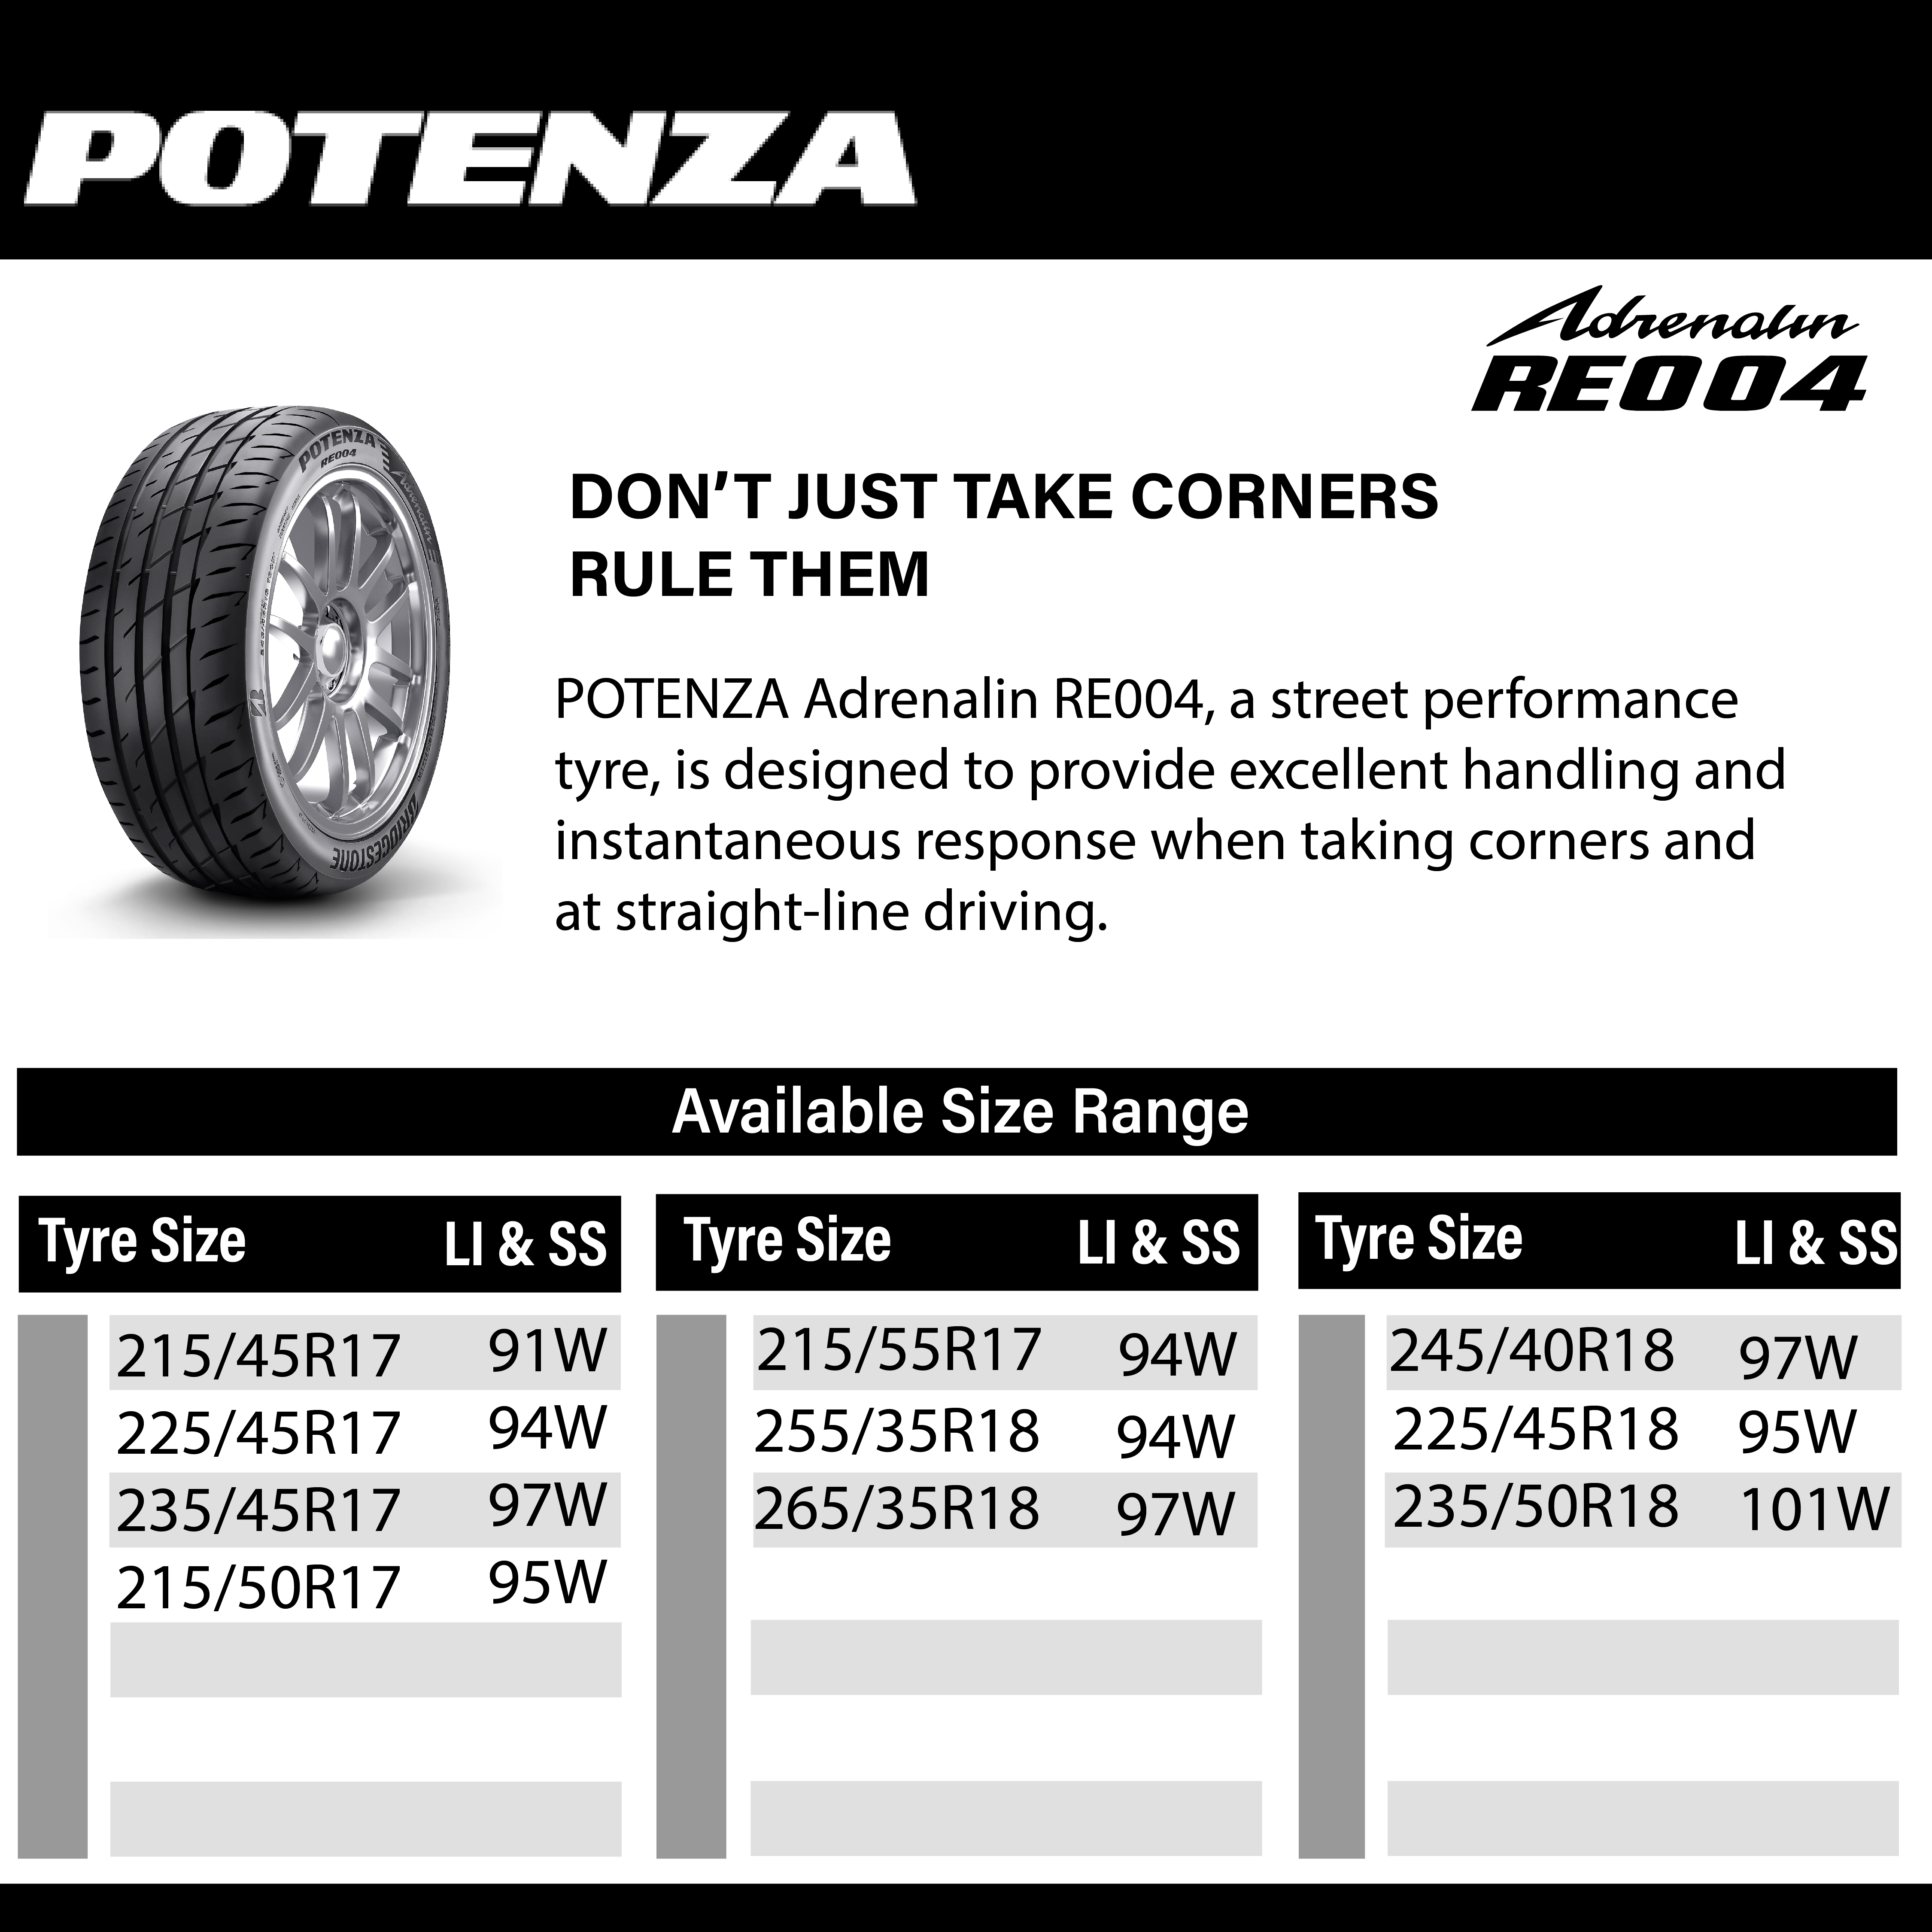 POTENZA
Adrenalin
RE004
POTENZA
RE004
BRIDGESTONE
DON'T JUST TAKE CORNERS
RULE THEM
POTENZA Adrenalin RE004, a street performance
tyre, is designed to provide excellent handling and
instantaneous response when taking corners and
at straight-line driving.
Available Size Range
Tyre Size LI & SS
215/45R17 91W
225/45R17 94W
235/45R17 97W
215/50R17 95W
Tyre Size LI & SS
215/55R17 94W
255/35R18 94W
265/35R18 97W
Tyre Size LI & SS
245/40R18 97W
225/45R18 95W
235/50R18 101W